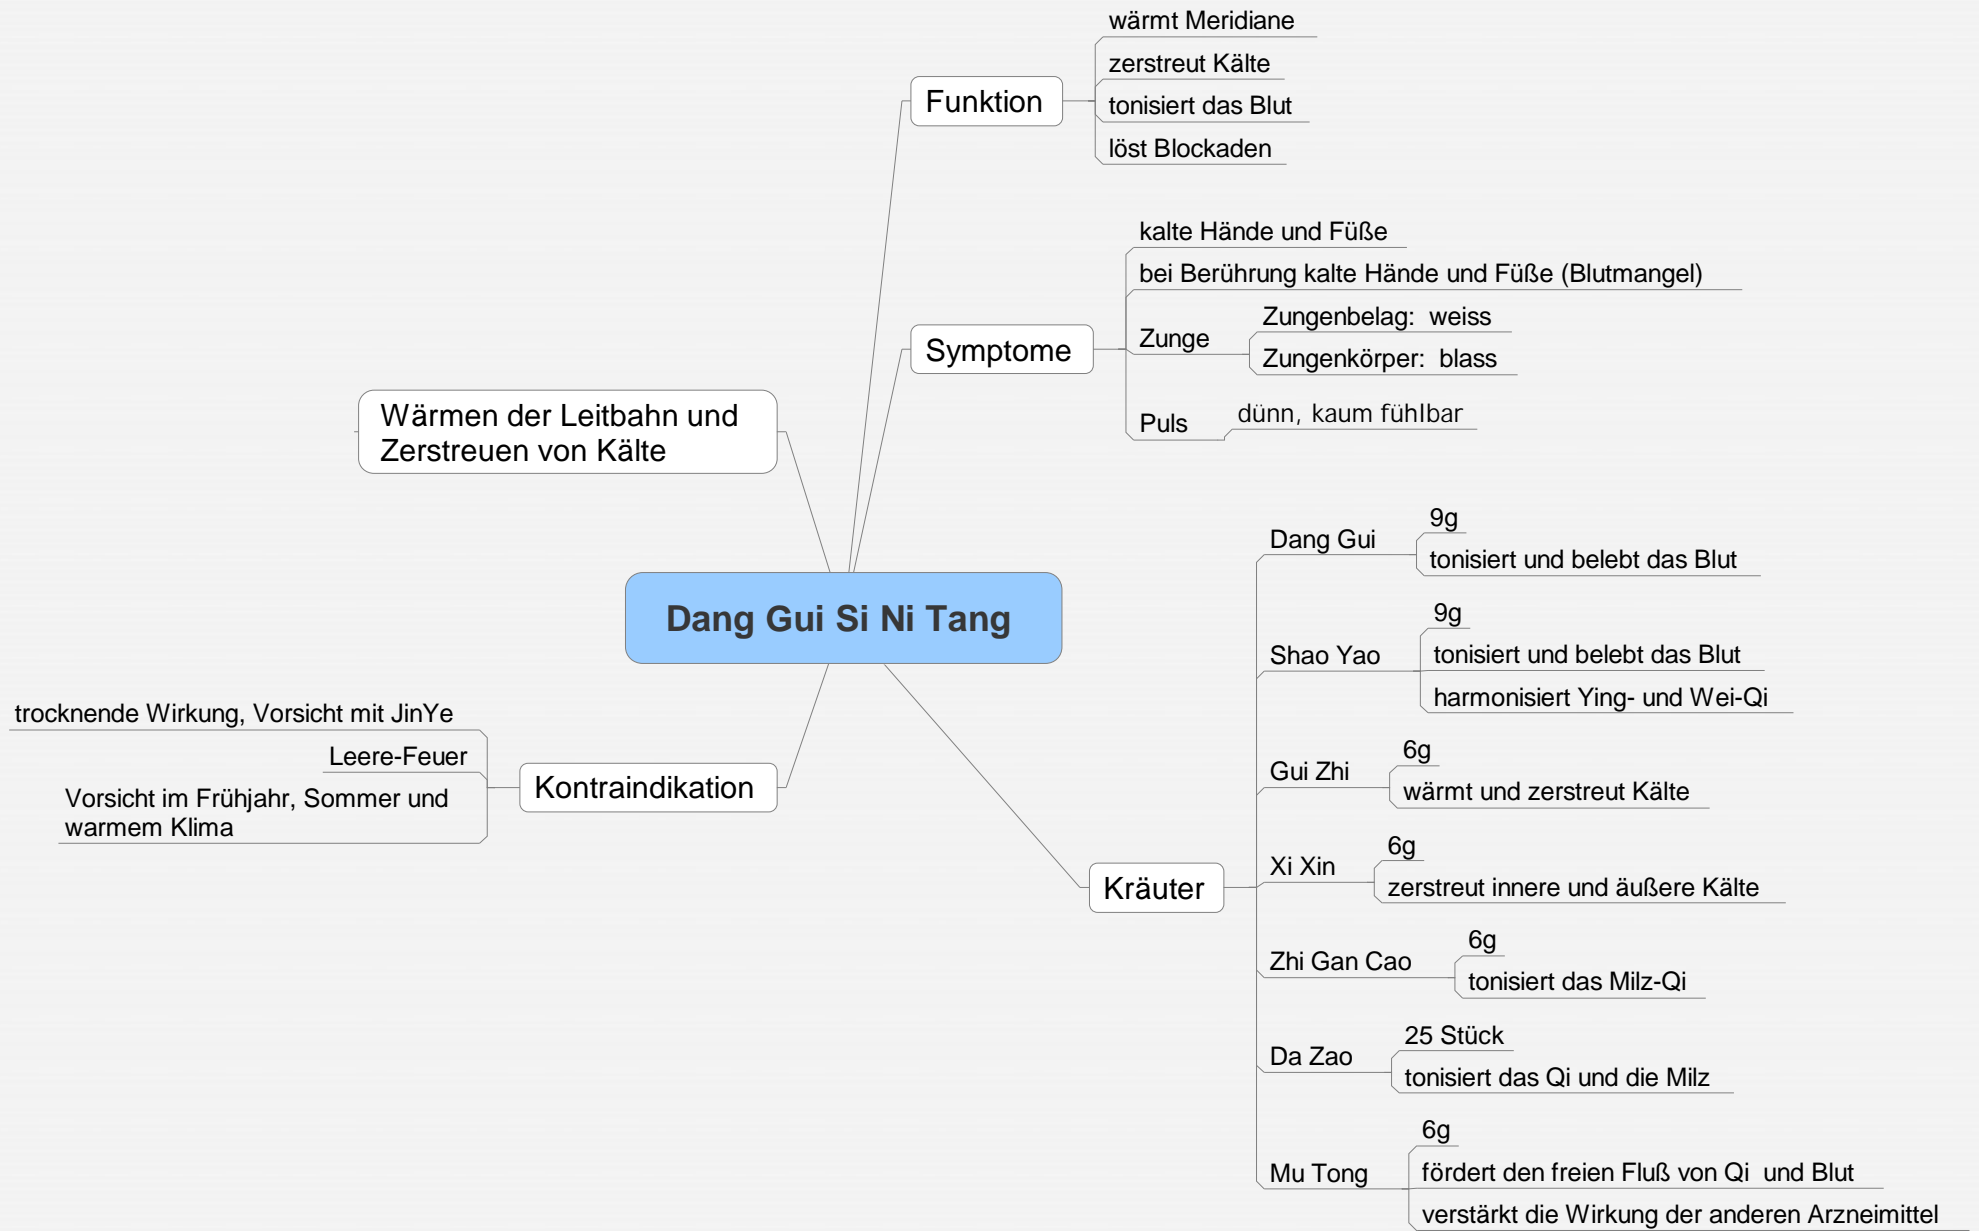 wärmt Meridiane
zerstreut Kälte
Funktion
tonisiert das Blut
löst Blockaden
kalte Hände und Füße
bei Berührung kalte Hände und Füße (Blutmangel)
Symptome
Zunge
Zungenbelag:  weiss
Zungenkörper:  blass
Puls
dünn, kaum fühlbar
Wärmen der Leitbahn und
Zerstreuen von Kälte
Dang Gui Si Ni Tang
trocknende Wirkung, Vorsicht mit JinYe
Leere-Feuer
Vorsicht im Frühjahr, Sommer und
warmem Klima
Kontraindikation
Kräuter
Dang Gui
9g
tonisiert und belebt das Blut
Shao Yao
9g
tonisiert und belebt das Blut
harmonisiert Ying- und Wei-Qi
Gui Zhi
6g
wärmt und zerstreut Kälte
Xi Xin
6g
zerstreut innere und äußere Kälte
Zhi Gan Cao
6g
tonisiert das Milz-Qi
Da Zao
25 Stück
tonisiert das Qi und die Milz
Mu Tong
6g
fördert den freien Fluß von Qi  und Blut
verstärkt die Wirkung der anderen Arzneimittel